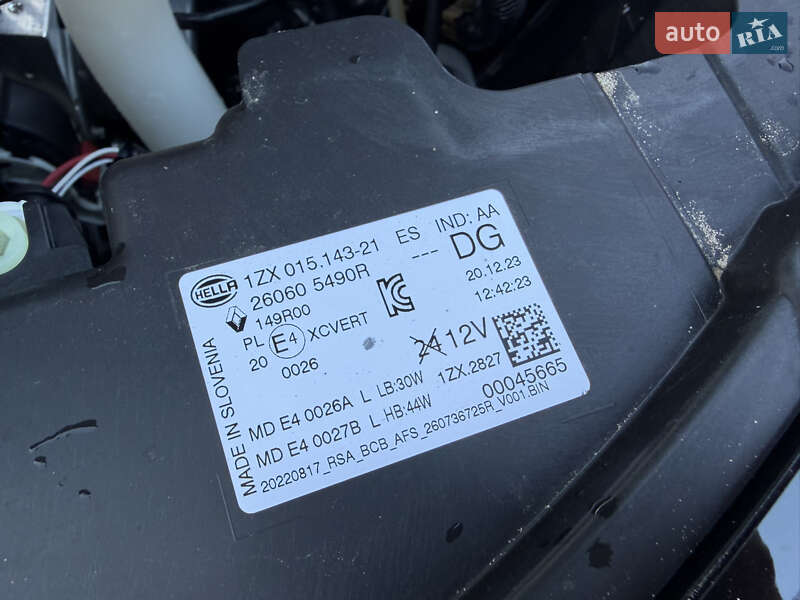 auto RIA
HELLA 1ZX 015.143-21 ES IND: AA
26060 5490R --- DG
149R00 20.12.23
PL E4 XCVERT 12:42:23
20 0026 24 12V
MADE IN SLOVENIA
1ZX.2827
00045665
MD E4 0026A L LB:30W
MD E4 0027B L HB:44W
20220817_RSA_BCB_AFS_260736725R_V001.BIN